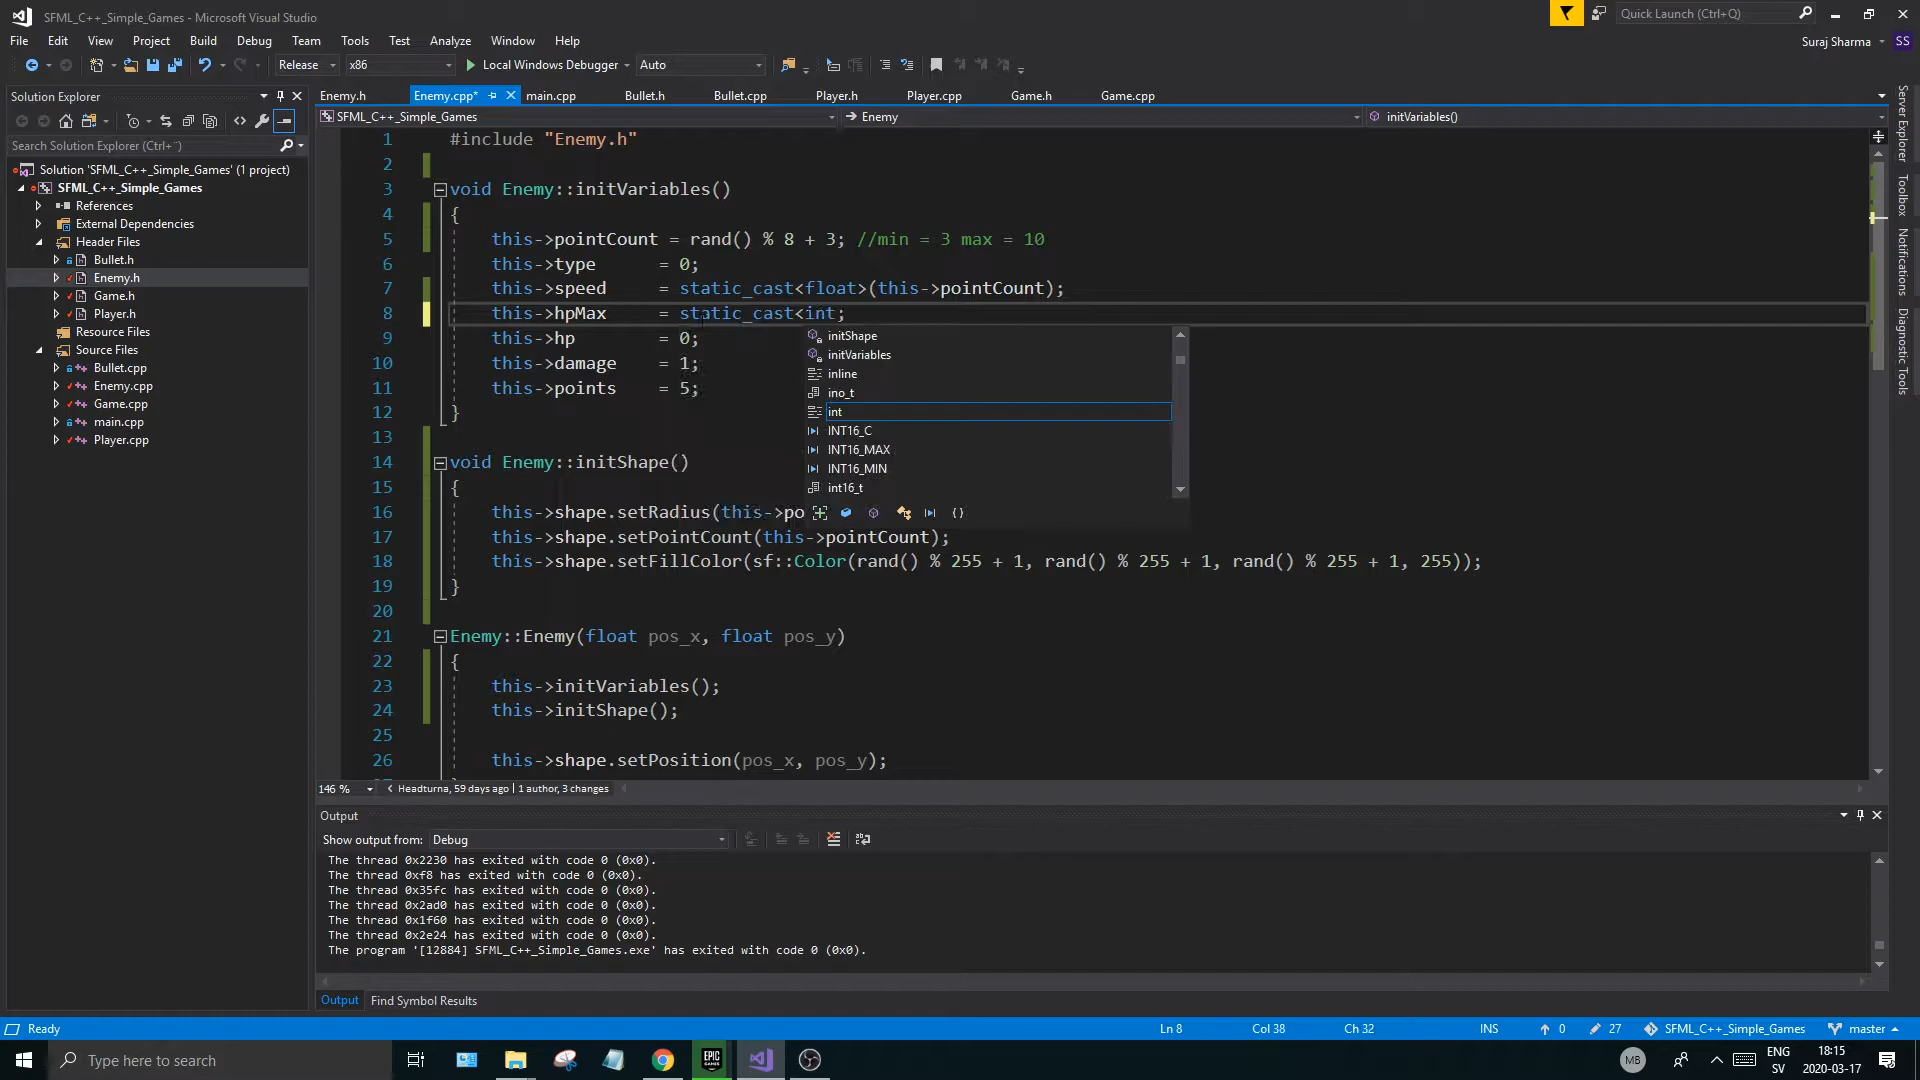 SFML_C++_Simple_Games - Microsoft Visual Studio
Quick Launch (Ctrl+Q)
File Edit View Project Build Debug Team Tools Test Analyze Window Help
Suraj Sharma SS
Release x86 Local Windows Debugger Auto
Solution Explorer
Search Solution Explorer (Ctrl+¨)
Solution 'SFML_C++_Simple_Games' (1 project)
SFML_C++_Simple_Games
References
External Dependencies
Header Files
Bullet.h
Enemy.h
Game.h
Player.h
Resource Files
Source Files
Bullet.cpp
Enemy.cpp
Game.cpp
main.cpp
Player.cpp
Enemy.h Enemy.cpp* main.cpp Bullet.h Bullet.cpp Player.h Player.cpp Game.h Game.cpp
SFML_C++_Simple_Games Enemy initVariables()
1 #include "Enemy.h"
2
3 void Enemy::initVariables()
4 {
5 this->pointCount = rand() % 8 + 3; //min = 3 max = 10
6 this->type = 0;
7 this->speed = static_cast<float>(this->pointCount);
8 this->hpMax = static_cast<int;
9 this->hp = 0;
10 this->damage = 1;
11 this->points = 5;
12 }
13
14 void Enemy::initShape()
15 {
16 this->shape.setRadius(this->po
17 this->shape.setPointCount(this->pointCount);
18 this->shape.setFillColor(sf::Color(rand() % 255 + 1, rand() % 255 + 1, rand() % 255 + 1, 255));
19 }
20
21 Enemy::Enemy(float pos_x, float pos_y)
22 {
23 this->initVariables();
24 this->initShape();
25
26 this->shape.setPosition(pos_x, pos_y);
initShape
initVariables
inline
ino_t
int
INT16_C
INT16_MAX
INT16_MIN
int16_t
146 % Headturna, 59 days ago | 1 author, 3 changes
Server Explorer
Toolbox
Notifications
Diagnostic Tools
Output
Show output from: Debug
The thread 0x2230 has exited with code 0 (0x0).
The thread 0xf8 has exited with code 0 (0x0).
The thread 0x35fc has exited with code 0 (0x0).
The thread 0x2ad0 has exited with code 0 (0x0).
The thread 0x1f60 has exited with code 0 (0x0).
The thread 0x2e24 has exited with code 0 (0x0).
The program '[12884] SFML_C++_Simple_Games.exe' has exited with code 0 (0x0).
Output Find Symbol Results
Ready Ln 8 Col 38 Ch 32 INS 0 27 SFML_C++_Simple_Games master
Type here to search
EPIC GAMES
MB
ENG
SV
18:15
2020-03-17